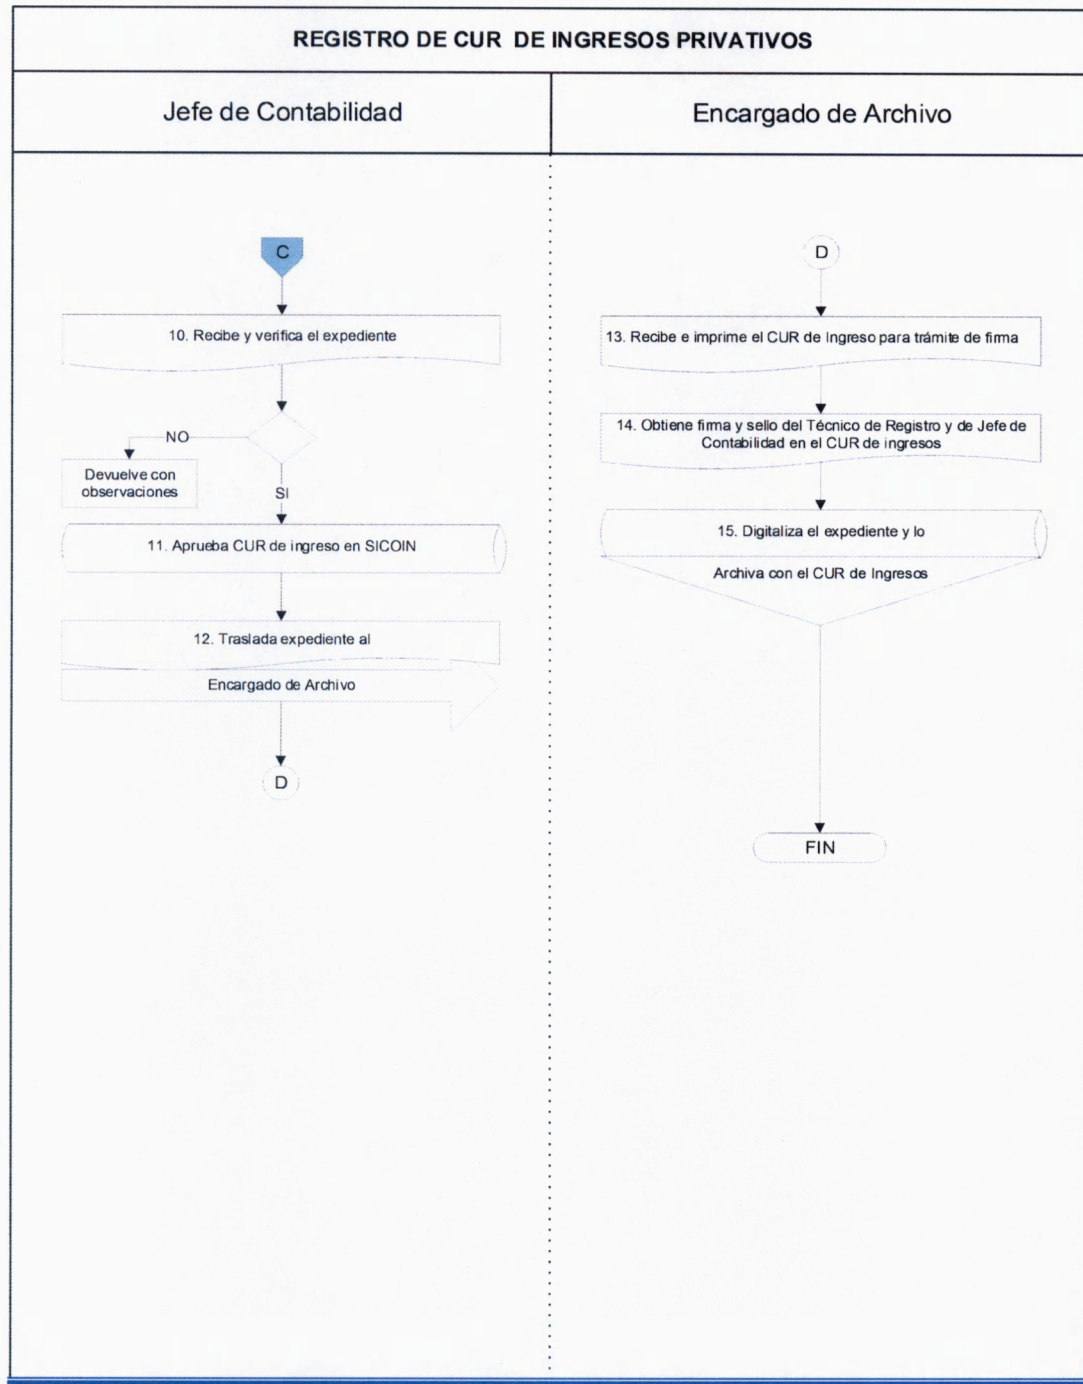 REGISTRO DE CUR DE INGRESOS PRIVATIVOS
Jefe de Contabilidad
Encargado de Archivo
C
10. Recibe y verifica el expediente
NO
Devuelve con
observaciones
SI
11. Aprueba CUR de ingreso en SICOIN
12. Traslada expediente al
Encargado de Archivo
D
D
13. Recibe e imprime el CUR de Ingreso para trámite de firma
14. Obtiene firma y sello del Técnico de Registro y de Jefe de
Contabilidad en el CUR de ingresos
15. Digitaliza el expediente y lo
Archiva con el CUR de Ingresos
FIN